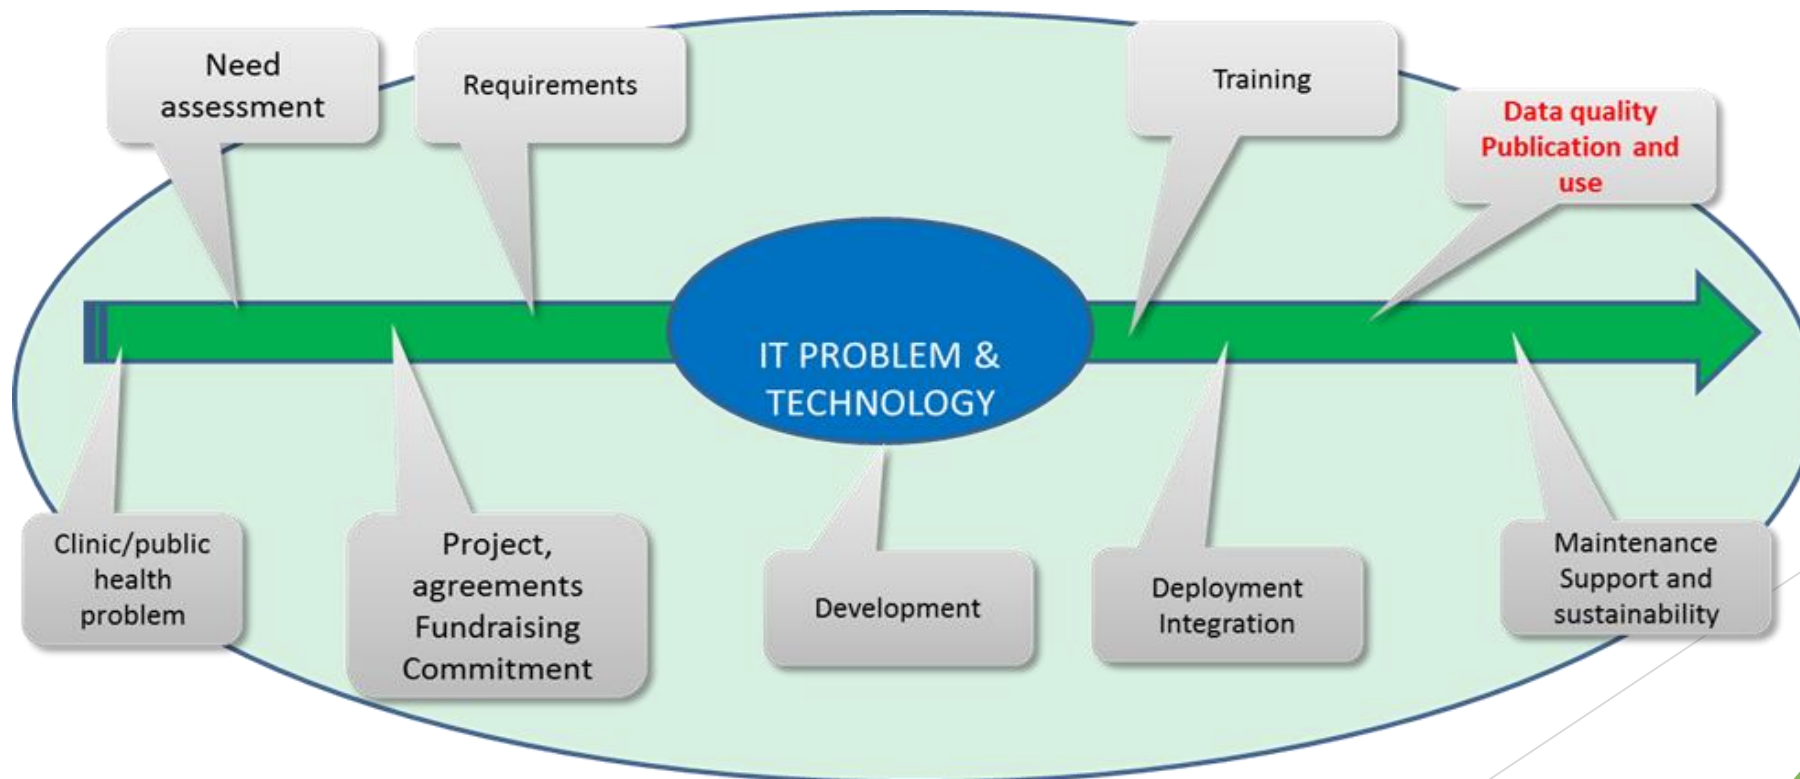 Need
assessment
Requirements
Training
Data quality
Publication and
use
IT PROBLEM &
TECHNOLOGY
Clinic/public
health
problem
Project,
agreements
Fundraising
Commitment
Development
Deployment
Integration
Maintenance
Support and
sustainability